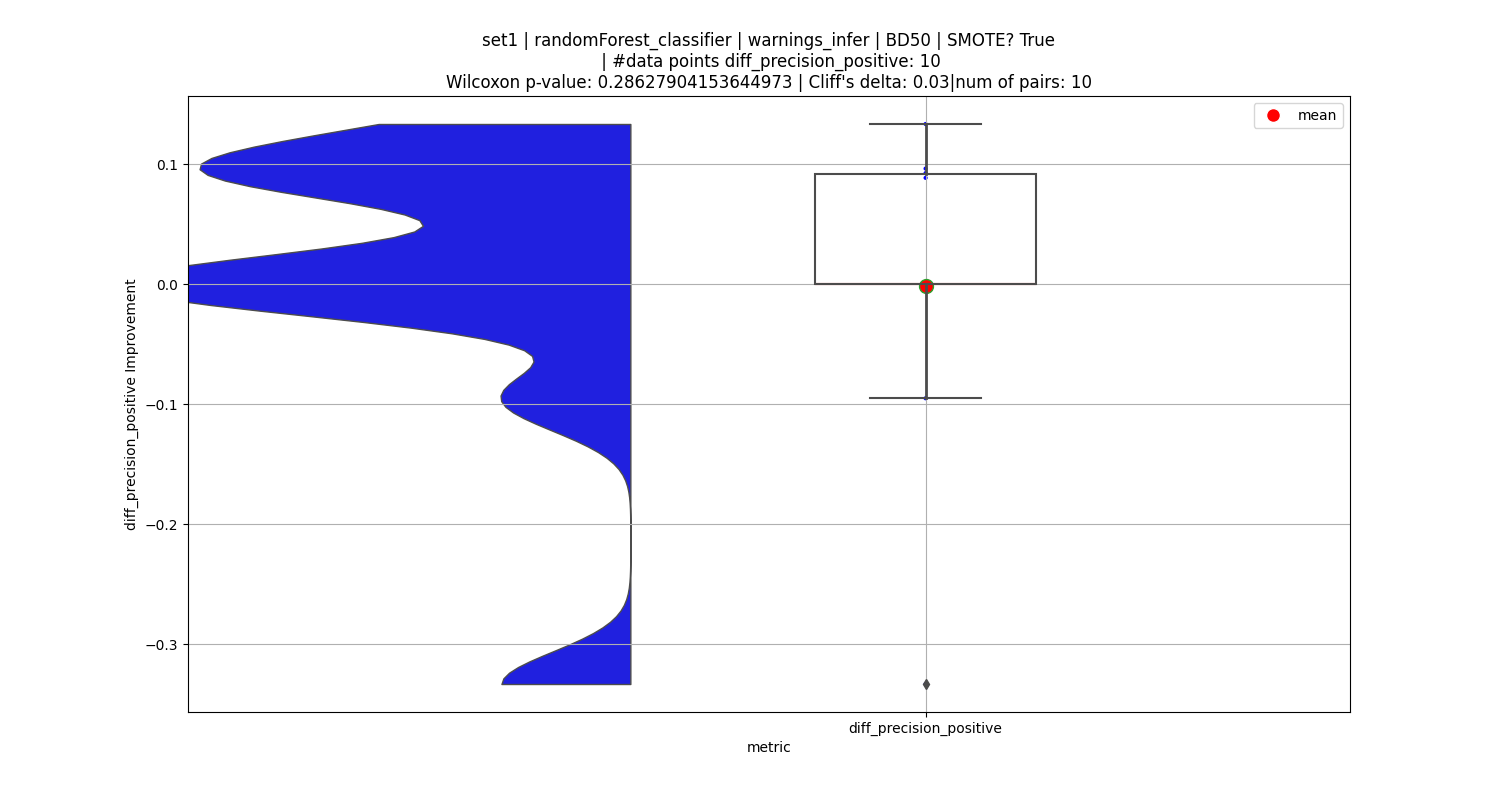 set1 | randomForest_classifier | warnings_infer | BD50 | SMOTE? True
| #data points diff_precision_positive: 10
Wilcoxon p-value: 0.28627904153644973 | Cliff's delta: 0.03|num of pairs: 10
mean
0.1
0.0
−0.1
−0.2
−0.3
diff_precision_positive Improvement
diff_precision_positive
metric